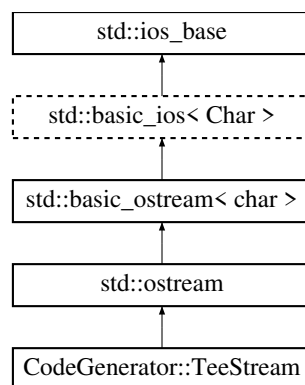 std::ios_base
std::basic_ios< Char >
std::basic_ostream< char >
std::ostream
CodeGenerator::TeeStream